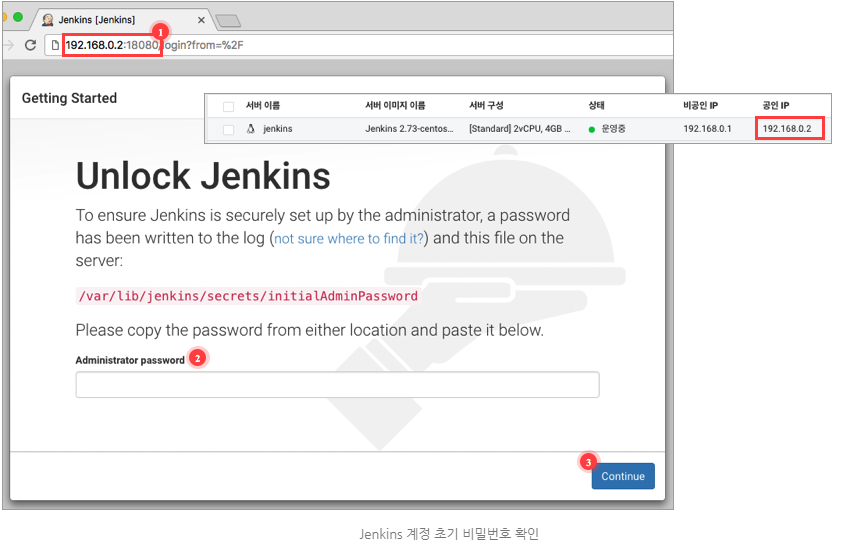 Jenkins [Jenkins]
1
192.168.0.2:18080/login?from=%2F
Getting Started
서버 이름 서버 이미지 이름 서버 구성 상태 비공인 IP 공인 IP
jenkins Jenkins 2.73-centos... [Standard] 2vCPU, 4GB ... 운영중 192.168.0.1 192.168.0.2
Unlock Jenkins
To ensure Jenkins is securely set up by the administrator, a password
has been written to the log (not sure where to find it?) and this file on the
server:
/var/lib/jenkins/secrets/initialAdminPassword
Please copy the password from either location and paste it below.
Administrator password 2
3
Continue
Jenkins 계정 초기 비밀번호 확인